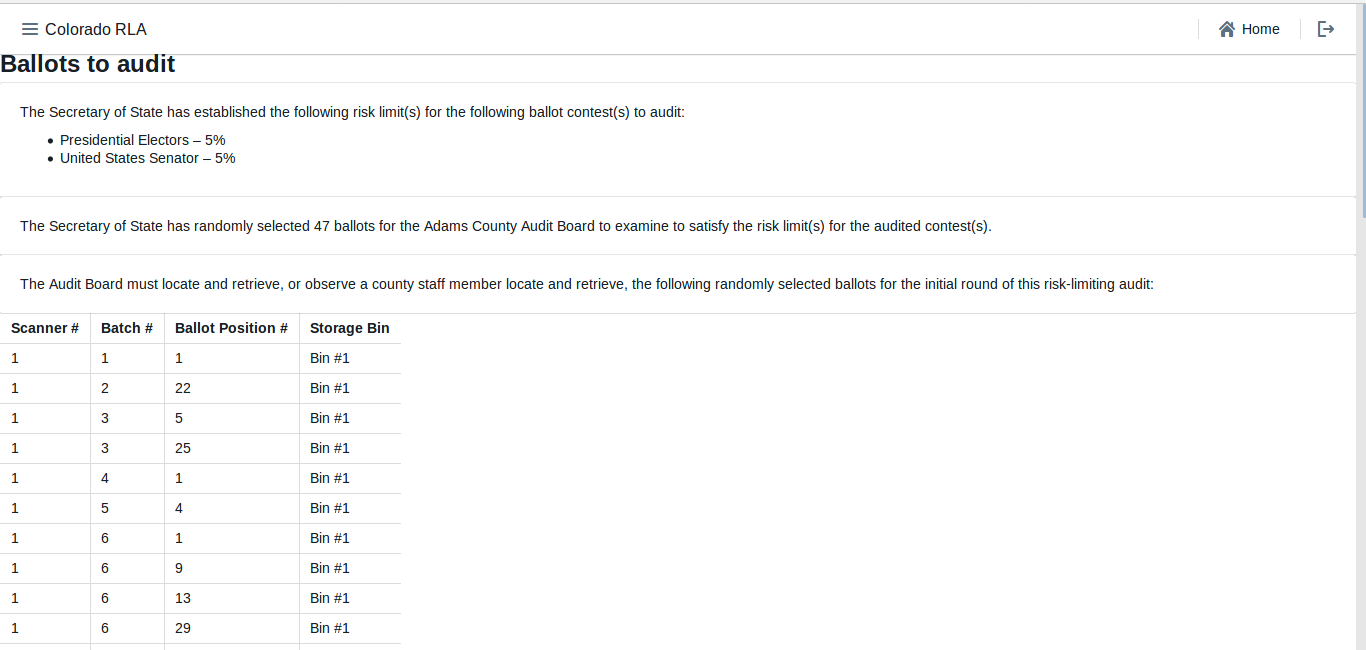 Colorado RLA Home
Ballots to audit
The Secretary of State has established the following risk limit(s) for the following ballot contest(s) to audit:
• Presidential Electors – 5%
• United States Senator – 5%
The Secretary of State has randomly selected 47 ballots for the Adams County Audit Board to examine to satisfy the risk limit(s) for the audited contest(s).
The Audit Board must locate and retrieve, or observe a county staff member locate and retrieve, the following randomly selected ballots for the initial round of this risk-limiting audit:
Scanner # Batch # Ballot Position # Storage Bin
1 1 1 Bin #1
1 2 22 Bin #1
1 3 5 Bin #1
1 3 25 Bin #1
1 4 1 Bin #1
1 5 4 Bin #1
1 6 1 Bin #1
1 6 9 Bin #1
1 6 13 Bin #1
1 6 29 Bin #1